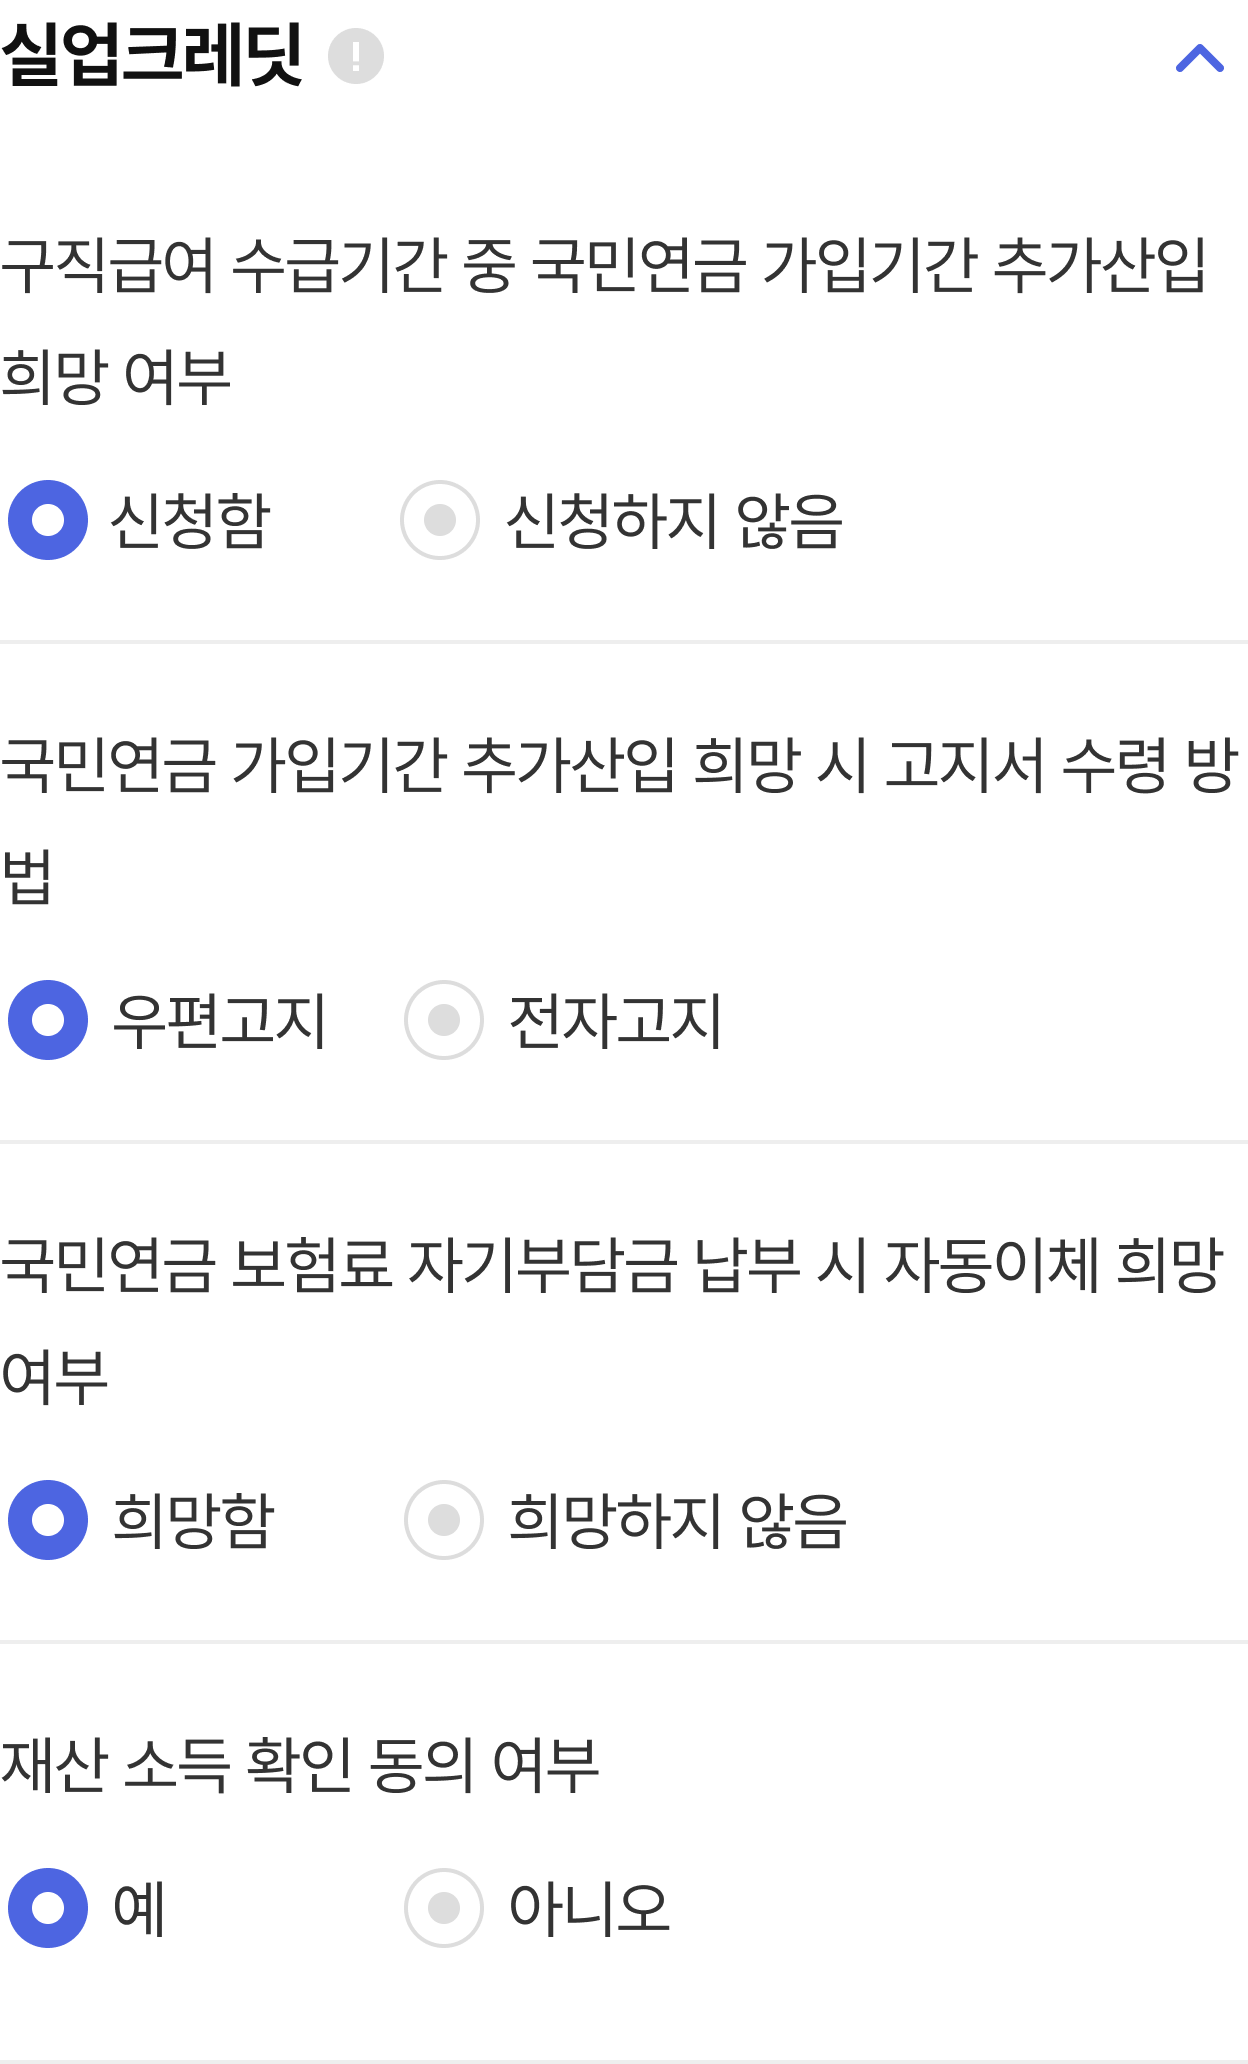 실업크레딧
구직급여 수급기간 중 국민연금 가입기간 추가산입
희망 여부
신청함 신청하지 않음
국민연금 가입기간 추가산입 희망 시 고지서 수령 방
법
우편고지 전자고지
국민연금 보험료 자기부담금 납부 시 자동이체 희망
여부
희망함 희망하지 않음
재산 소득 확인 동의 여부
예 아니오